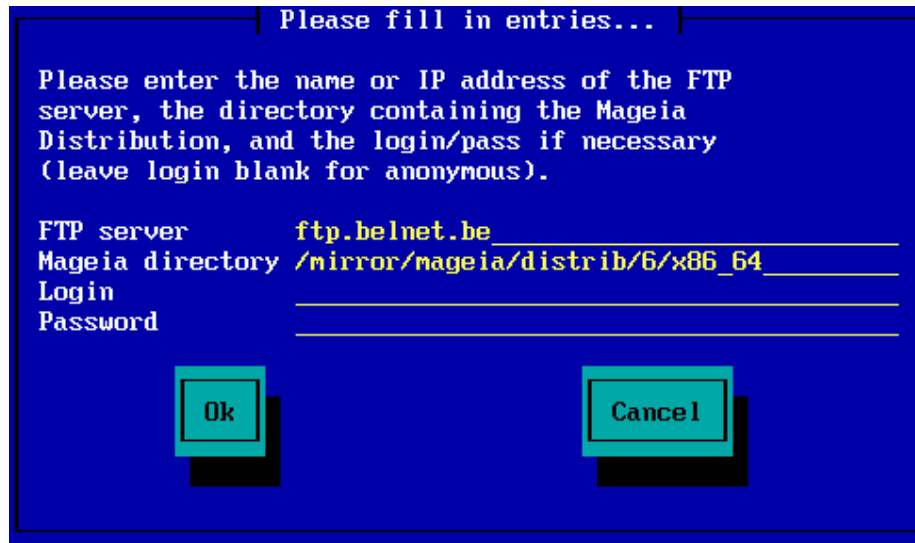 Please fill in entries...
Please enter the name or IP address of the FTP
server, the directory containing the Mageia
Distribution, and the login/pass if necessary
(leave login blank for anonymous).
FTP server ftp.belnet.be
Mageia directory /mirror/mageia/distrib/6/x86_64
Login
Password
Ok Cancel